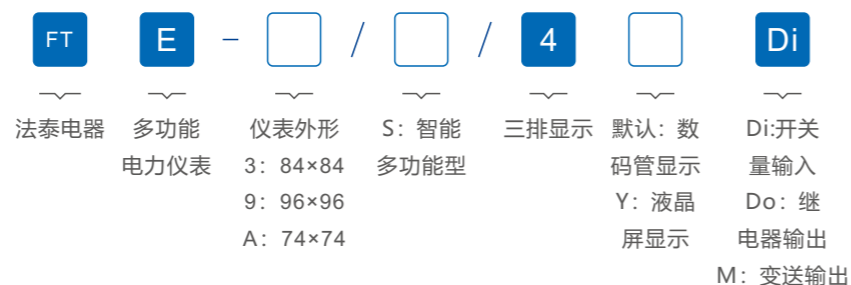 FT E - / / 4 Di
法泰电器
多功能
电力仪表
仪表外形
3：84×84
9：96×96
A：74×74
S：智能
多功能型
三排显示
默认：数
码管显示
Y：液晶
屏显示
Di:开关
量输入
Do：继
电器输出
M：变送输出